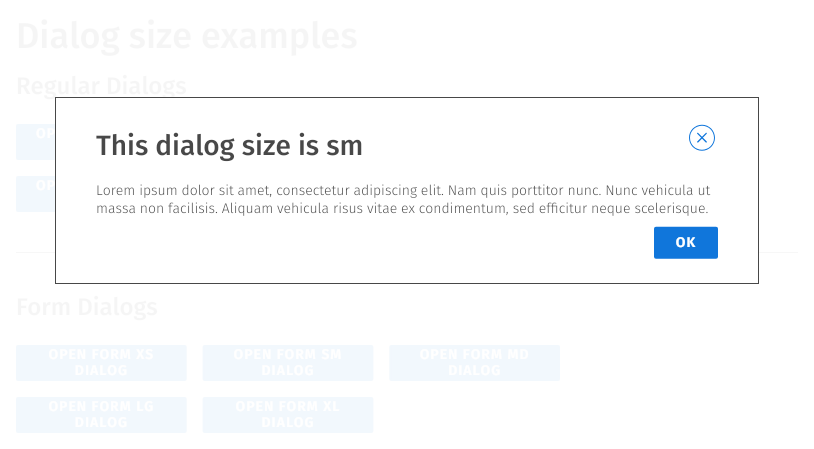 Dialog size examples
Regular Dialogs
OP
OP
This dialog size is sm
Lorem ipsum dolor sit amet, consectetur adipiscing elit. Nam quis porttitor nunc. Nunc vehicula ut
massa non facilisis. Aliquam vehicula risus vitae ex condimentum, sed efficitur neque scelerisque.
OK
Form Dialogs
OPEN FORM XS
DIALOG
OPEN FORM SM
DIALOG
OPEN FORM MD
DIALOG
OPEN FORM LG
DIALOG
OPEN FORM XL
DIALOG